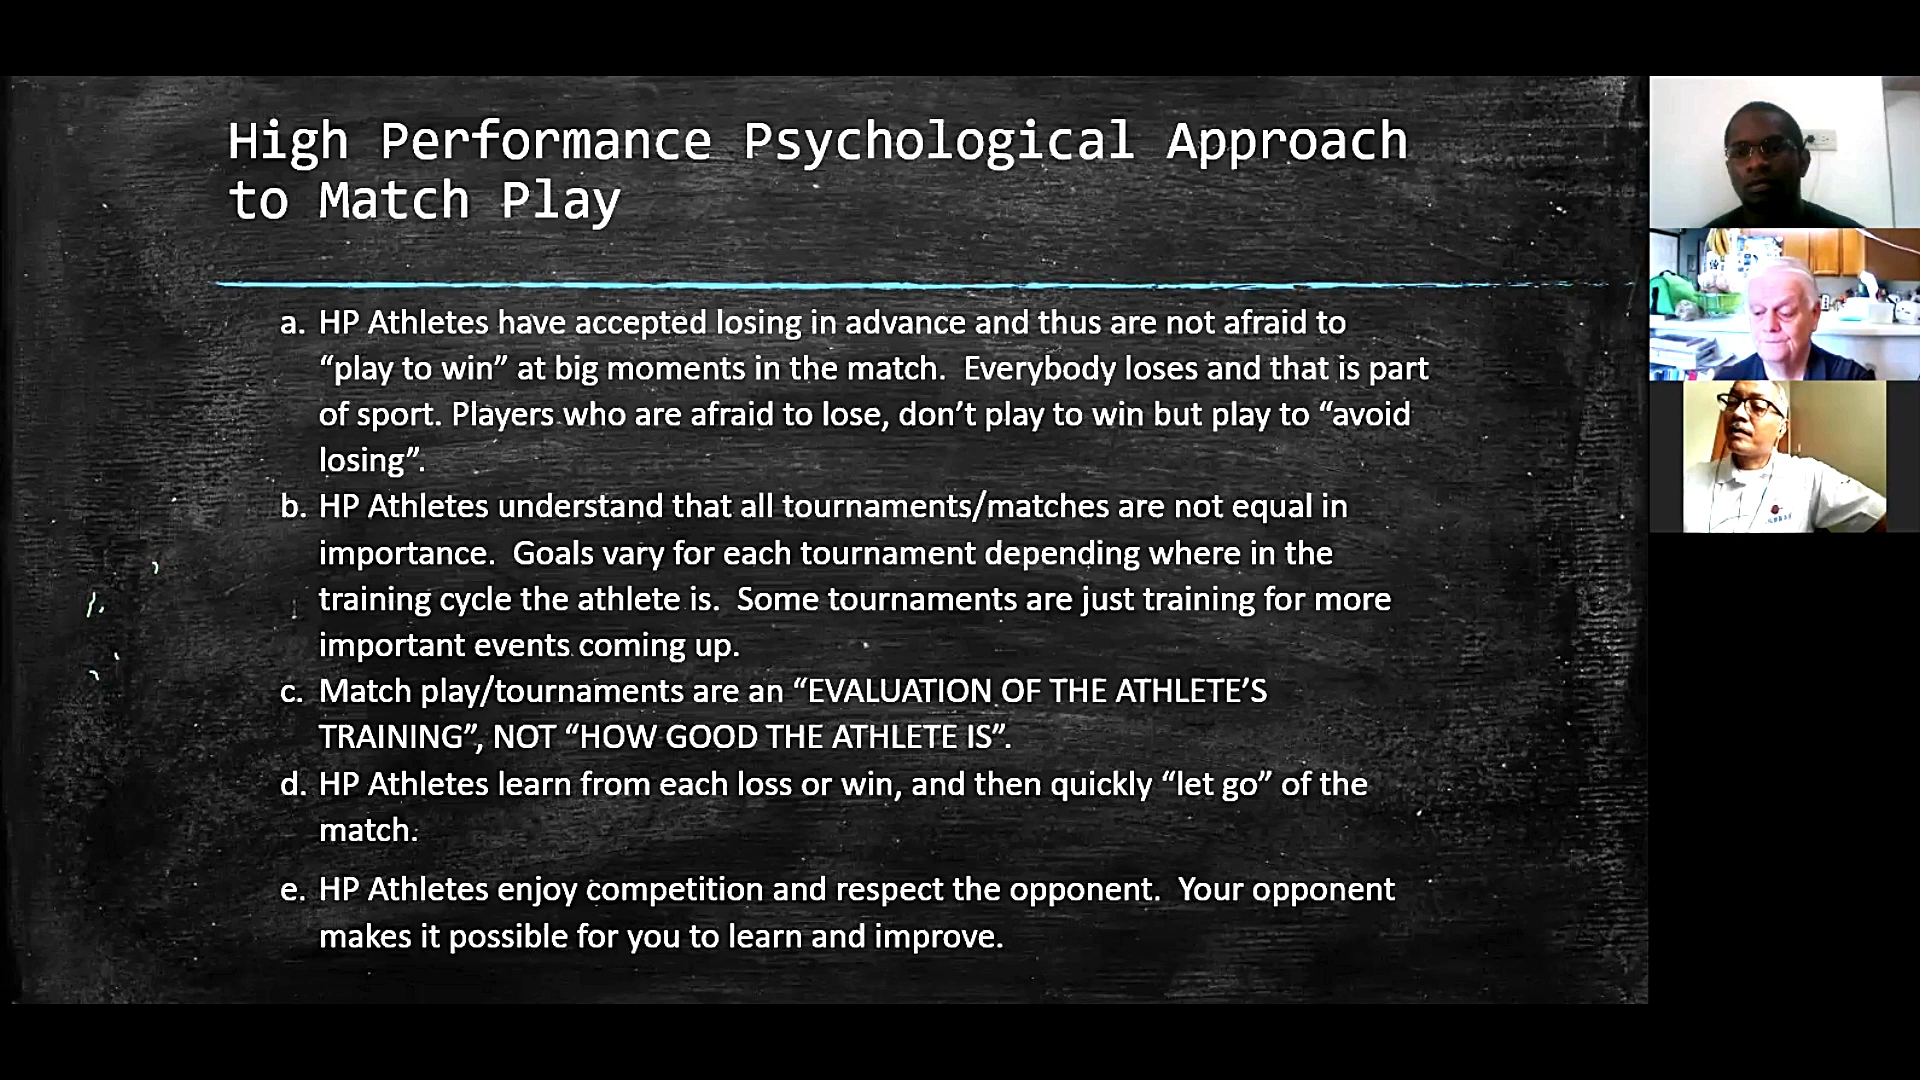 High Performance Psychological Approach
to Match Play
a. HP Athletes have accepted losing in advance and thus are not afraid to
“play to win” at big moments in the match.  Everybody loses and that is part
of sport. Players who are afraid to lose, don’t play to win but play to “avoid
losing”.
b. HP Athletes understand that all tournaments/matches are not equal in
importance.  Goals vary for each tournament depending where in the
training cycle the athlete is.  Some tournaments are just training for more
important events coming up.
c. Match play/tournaments are an “EVALUATION OF THE ATHLETE’S
TRAINING”, NOT “HOW GOOD THE ATHLETE IS”.
d. HP Athletes learn from each loss or win, and then quickly “let go” of the
match.
e. HP Athletes enjoy competition and respect the opponent.  Your opponent
makes it possible for you to learn and improve.